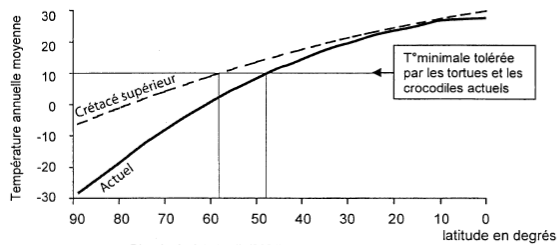 Température annuelle moyenne
30
20
10
0
-10
-20
-30
Crétacé supérieur
Actuel
T°minimale tolérée
par les tortues et les
crocodiles actuels
90 80 70 60 50 40 30 20 10 0
latitude en degrés